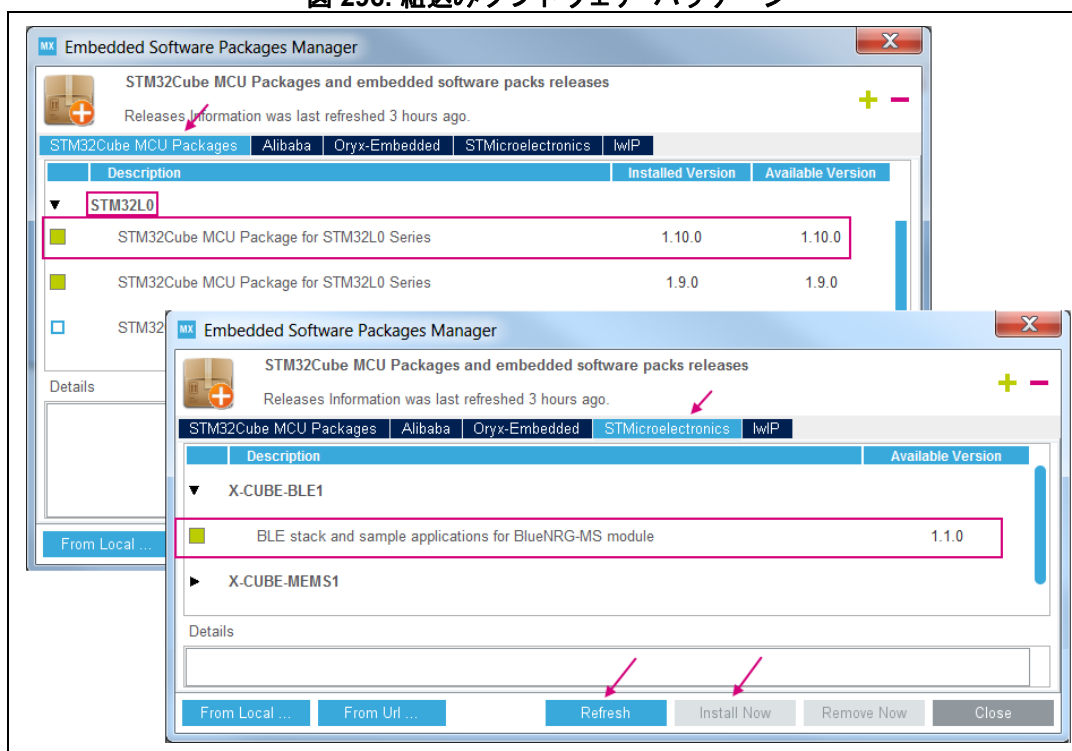 MX Embedded Software Packages Manager
STM32Cube MCU Packages and embedded software packs releases
Releases Information was last refreshed 3 hours ago.
STM32Cube MCU Packages Alibaba Oryx-Embedded STMicroelectronics lwIP
Description Installed Version Available Version
STM32L0
STM32Cube MCU Package for STM32L0 Series 1.10.0 1.10.0
STM32Cube MCU Package for STM32L0 Series 1.9.0 1.9.0
STM32
Details
From Local ...
MX Embedded Software Packages Manager
STM32Cube MCU Packages and embedded software packs releases
Releases Information was last refreshed 3 hours ago.
STM32Cube MCU Packages Alibaba Oryx-Embedded STMicroelectronics lwIP
Description Available Version
X-CUBE-BLE1
BLE stack and sample applications for BlueNRG-MS module 1.1.0
X-CUBE-MEMS1
Details
From Local ... From Url ... Refresh Install Now Remove Now Close